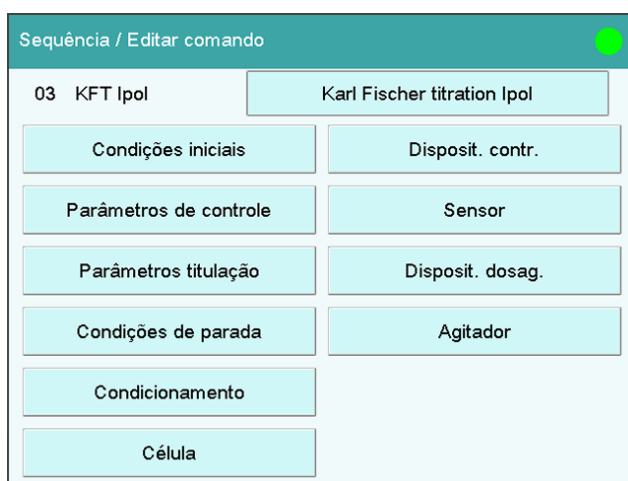 Sequência / Editar comando
03 KFT Ipol Karl Fischer titration Ipol
Condições iniciais Disposit. contr.
Parâmetros de controle Sensor
Parâmetros titulação Disposit. dosag.
Condições de parada Agitador
Condicionamento
Célula